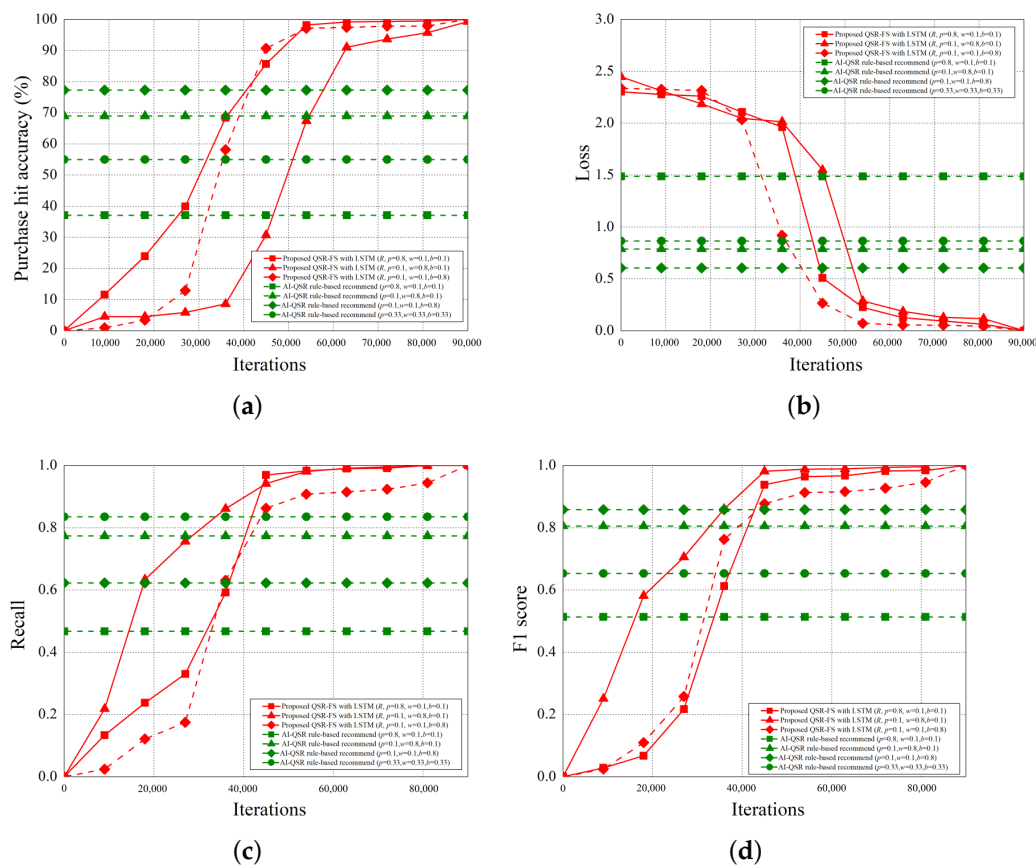 100
90
80
70
60
50
40
30
20
10
0
Purchase hit accuracy (%)
Proposed QSR-FS with LSTM (R, p=0.8, w=0.1,b=0.1)
Proposed QSR-FS with LSTM (R, p=0.1, w=0.8,b=0.1)
Proposed QSR-FS with LSTM (R, p=0.1, w=0.1,b=0.8)
AI-QSR rule-based recommend (p=0.8, w=0.1,b=0.1)
AI-QSR rule-based recommend (p=0.1,w=0.8,b=0.1)
AI-QSR rule-based recommend (p=0.1,w=0.1,b=0.8)
AI-QSR rule-based recommend (p=0.33,w=0.33,b=0.33)
0 10,000 20,000 30,000 40,000 50,000 60,000 70,000 80,000 90,000
Iterations
(a)
3.0
2.5
2.0
1.5
1.0
0.5
0.0
Loss
Proposed QSR-FS with LSTM (R, p=0.8, w=0.1,b=0.1)
Proposed QSR-FS with LSTM (R, p=0.1, w=0.8,b=0.1)
Proposed QSR-FS with LSTM (R, p=0.1, w=0.1,b=0.8)
AI-QSR rule-based recommend (p=0.8, w=0.1,b=0.1)
AI-QSR rule-based recommend (p=0.1,w=0.8,b=0.1)
AI-QSR rule-based recommend (p=0.1,w=0.1,b=0.8)
AI-QSR rule-based recommend (p=0.33,w=0.33,b=0.33)
0 10,000 20,000 30,000 40,000 50,000 60,000 70,000 80,000 90,000
Iterations
(b)
1.0
0.8
0.6
0.4
0.2
0.0
Recall
Proposed QSR-FS with LSTM (R, p=0.8, w=0.1,b=0.1)
Proposed QSR-FS with LSTM (R, p=0.1, w=0.8,b=0.1)
Proposed QSR-FS with LSTM (R, p=0.1, w=0.1,b=0.8)
AI-QSR rule-based recommend (p=0.8, w=0.1,b=0.1)
AI-QSR rule-based recommend (p=0.1,w=0.8,b=0.1)
AI-QSR rule-based recommend (p=0.1,w=0.1,b=0.8)
AI-QSR rule-based recommend (p=0.33,w=0.33,b=0.33)
0 20,000 40,000 60,000 80,000
Iterations
(c)
1.0
0.8
0.6
0.4
0.2
0.0
F1 score
Proposed QSR-FS with LSTM (R, p=0.8, w=0.1,b=0.1)
Proposed QSR-FS with LSTM (R, p=0.1, w=0.8,b=0.1)
Proposed QSR-FS with LSTM (R, p=0.1, w=0.1,b=0.8)
AI-QSR rule-based recommend (p=0.8, w=0.1,b=0.1)
AI-QSR rule-based recommend (p=0.1,w=0.8,b=0.1)
AI-QSR rule-based recommend (p=0.1,w=0.1,b=0.8)
AI-QSR rule-based recommend (p=0.33,w=0.33,b=0.33)
0 20,000 40,000 60,000 80,000
Iterations
(d)